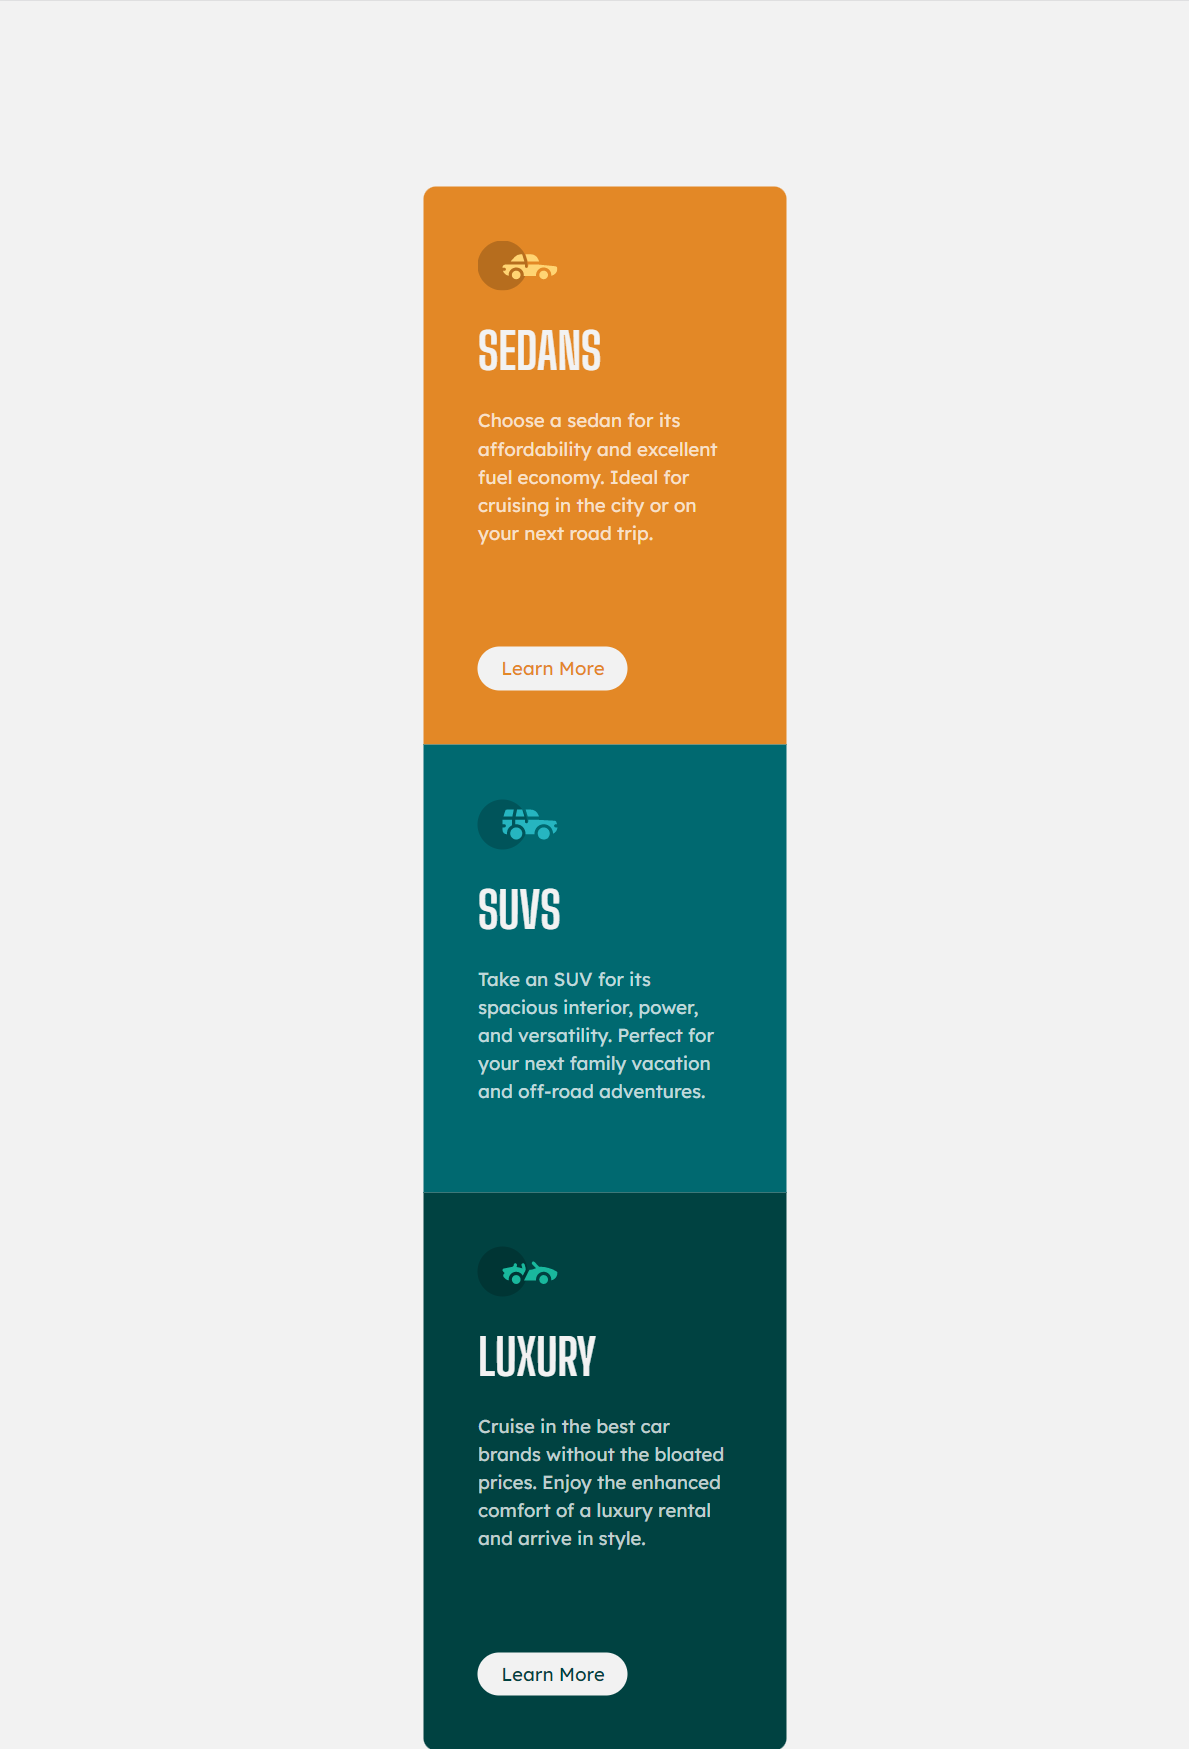 SEDANS
Choose a sedan for its
affordability and excellent
fuel economy. Ideal for
cruising in the city or on
your next road trip.
Learn More
SUVS
Take an SUV for its
spacious interior, power,
and versatility. Perfect for
your next family vacation
and off-road adventures.
LUXURY
Cruise in the best car
brands without the bloated
prices. Enjoy the enhanced
comfort of a luxury rental
and arrive in style.
Learn More